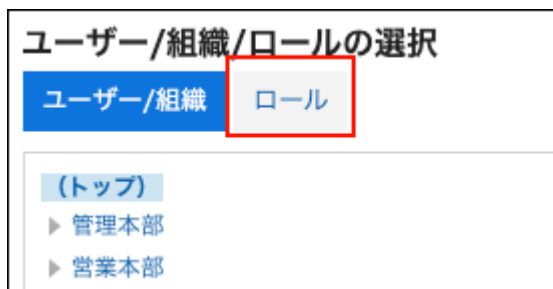 ユーザー/組織/ロールの選択
ユーザー/組織 ロール
(トップ)
管理本部
営業本部